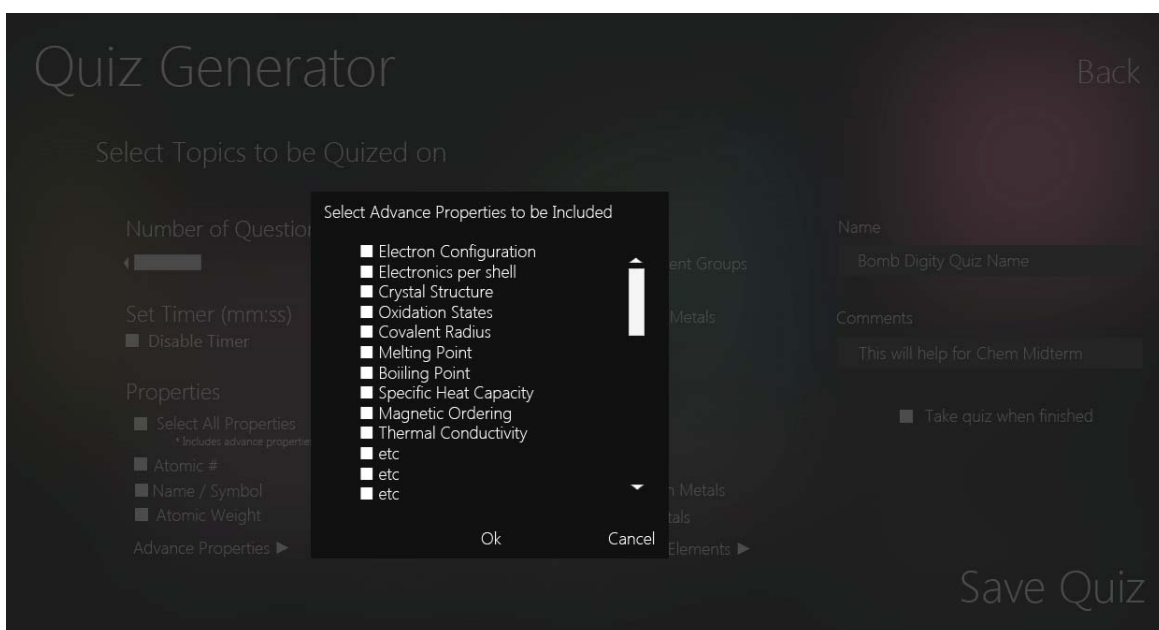 Quiz Generator
Back
Select Topics to be Quized on
Number of Question
Set Timer (mm:ss)
Disable Timer
Properties
Select All Properties
* Includes advance propertie
Atomic #
Name / Symbol
Atomic Weight
Advance Properties
Select Advance Properties to be Included
Electron Configuration
Electronics per shell
Crystal Structure
Oxidation States
Covalent Radius
Melting Point
Boiiling Point
Specific Heat Capacity
Magnetic Ordering
Thermal Conductivity
etc
etc
etc
Ok
Cancel
ent Groups
Metals
n Metals
tals
Elements
Name
Bomb Digity Quiz Name
Comments
This will help for Chem Midterm
Take quiz when finished
Save Quiz